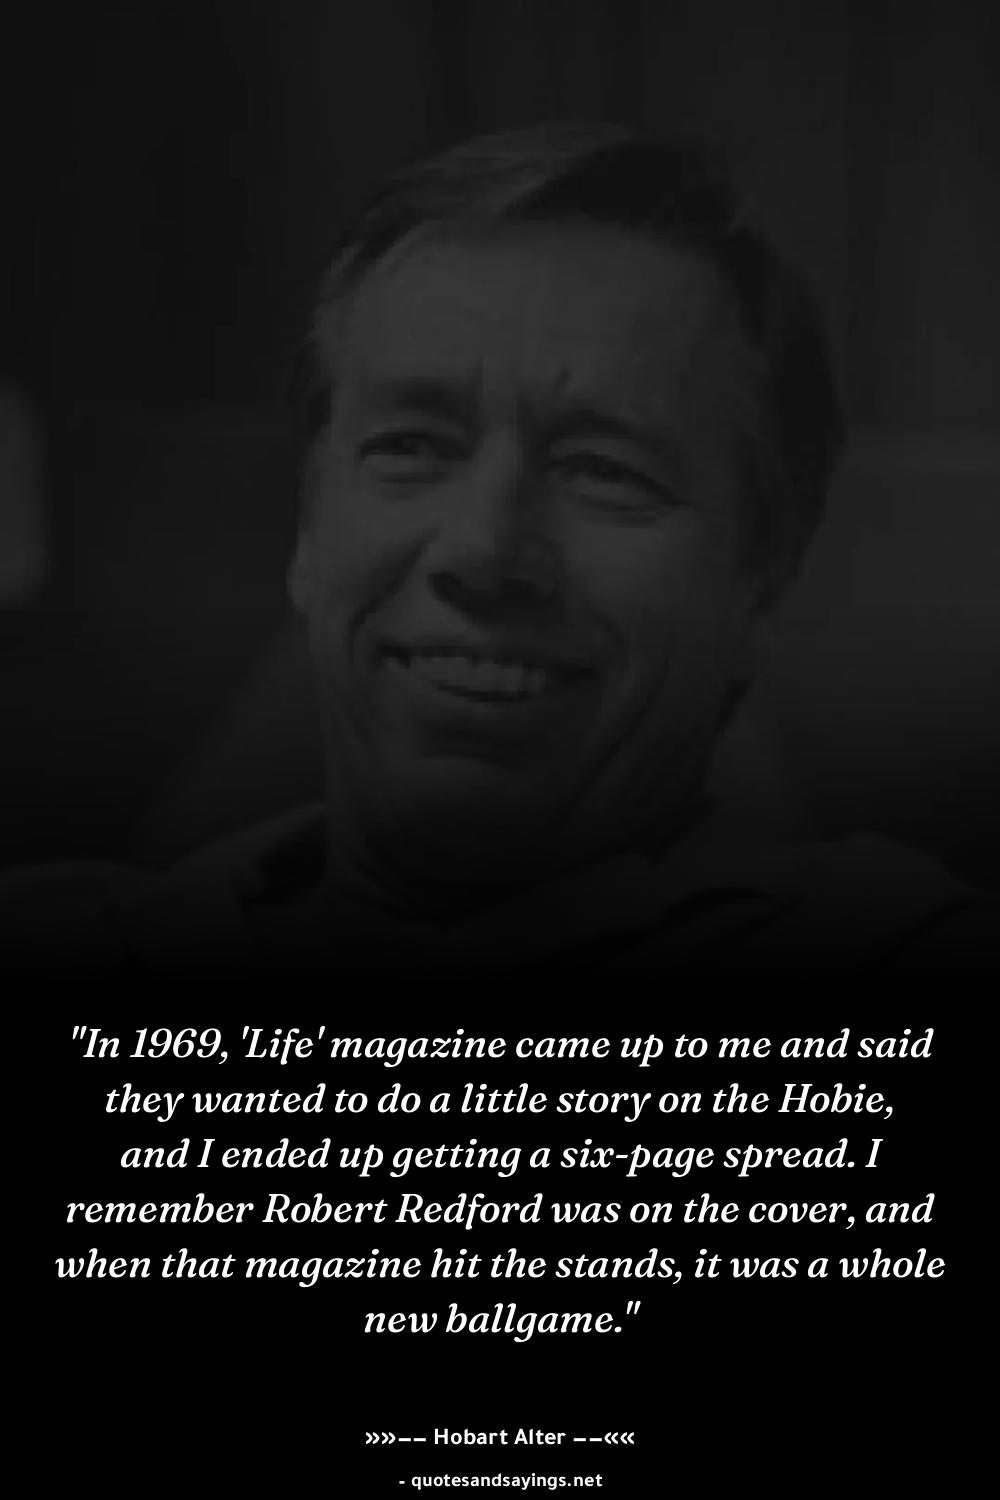 "In 1969, 'Life' magazine came up to me and said
they wanted to do a little story on the Hobie,
and I ended up getting a six-page spread. I
remember Robert Redford was on the cover, and
when that magazine hit the stands, it was a whole
new ballgame."
»»−− Hobart Alter −−««
- quotesandsayings.net